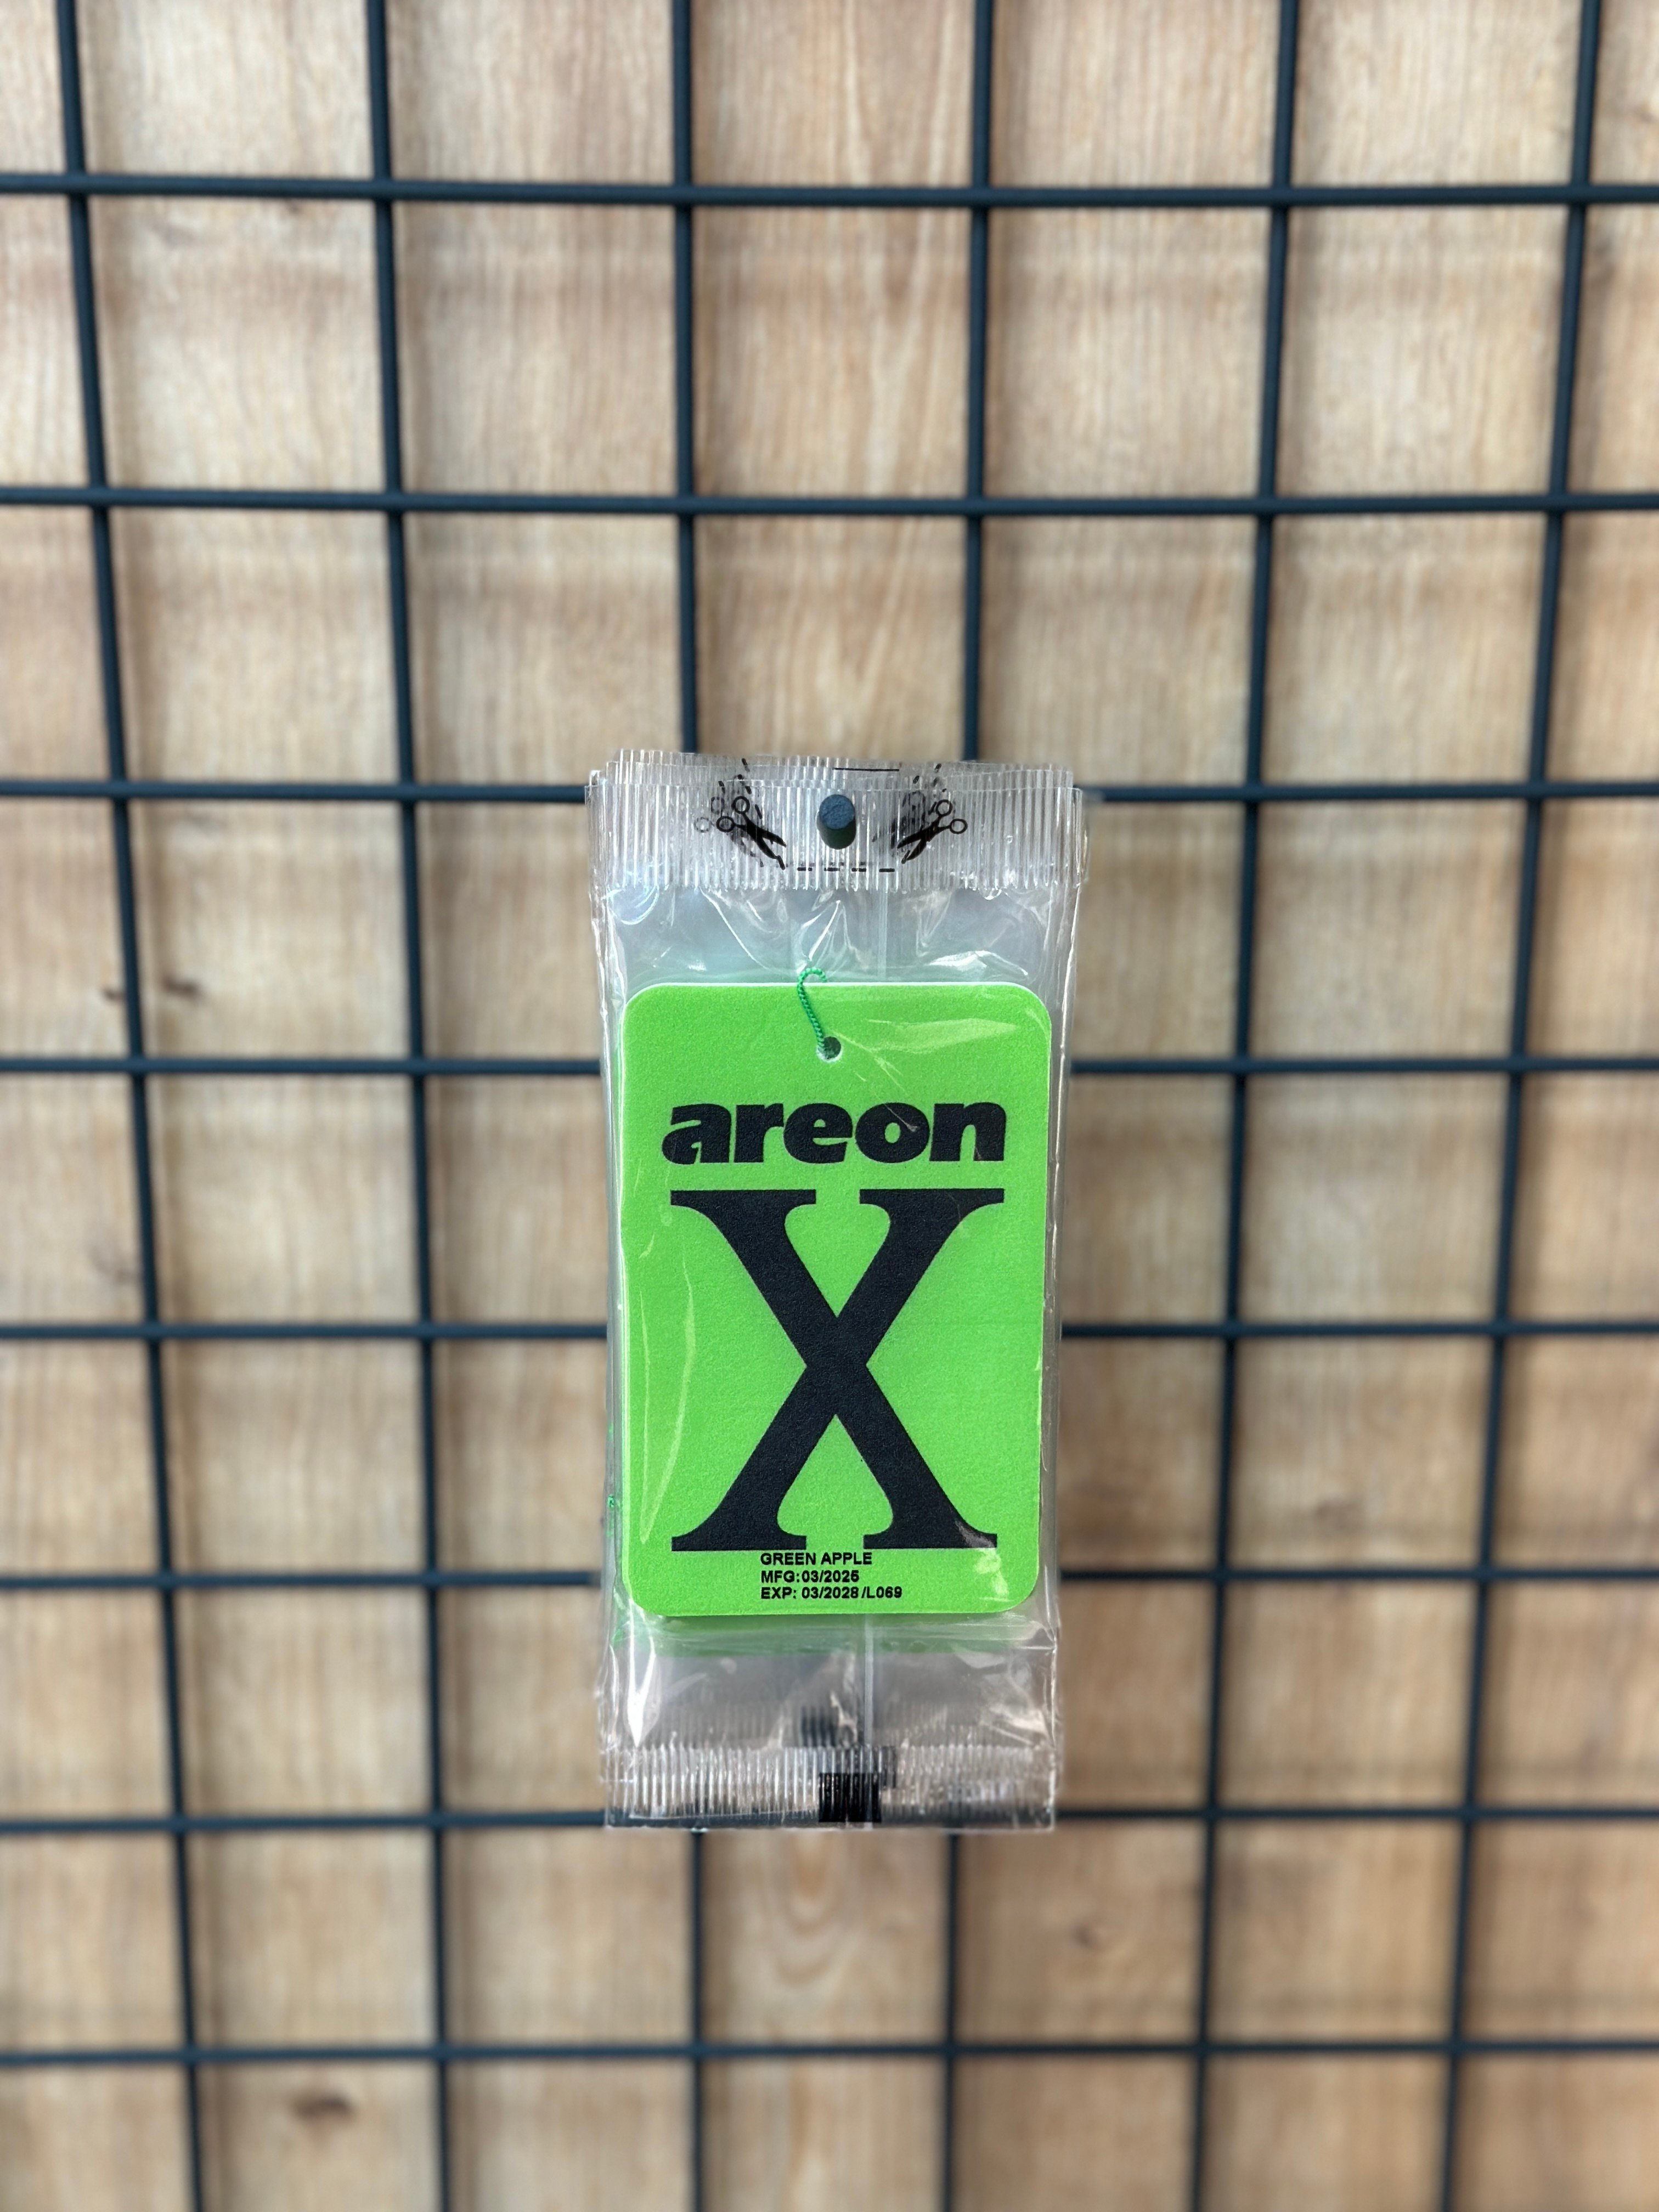 areon
X
GREEN APPLE
MFG:03/2025
EXP: 03/2028/L069